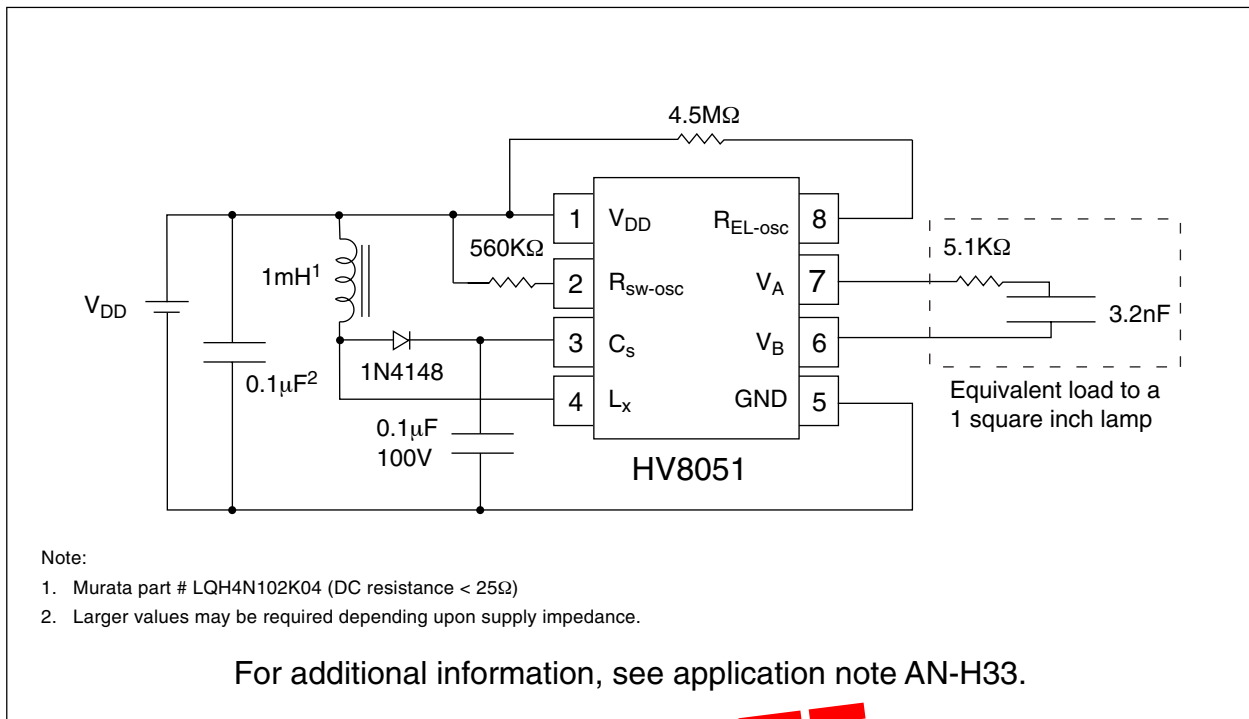 4.5MΩ
1 V_DD
R_EL-osc 8
560KΩ
5.1KΩ
1mH¹
2 R_sw-osc
V_A 7
V_DD
3.2nF
3 C_s
V_B 6
1N4148
0.1µF²
4 L_x
GND 5
Equivalent load to a
1 square inch lamp
0.1µF
100V
HV8051
Note:
1. Murata part # LQH4N102K04 (DC resistance < 25Ω)
2. Larger values may be required depending upon supply impedance.
For additional information, see application note AN-H33.